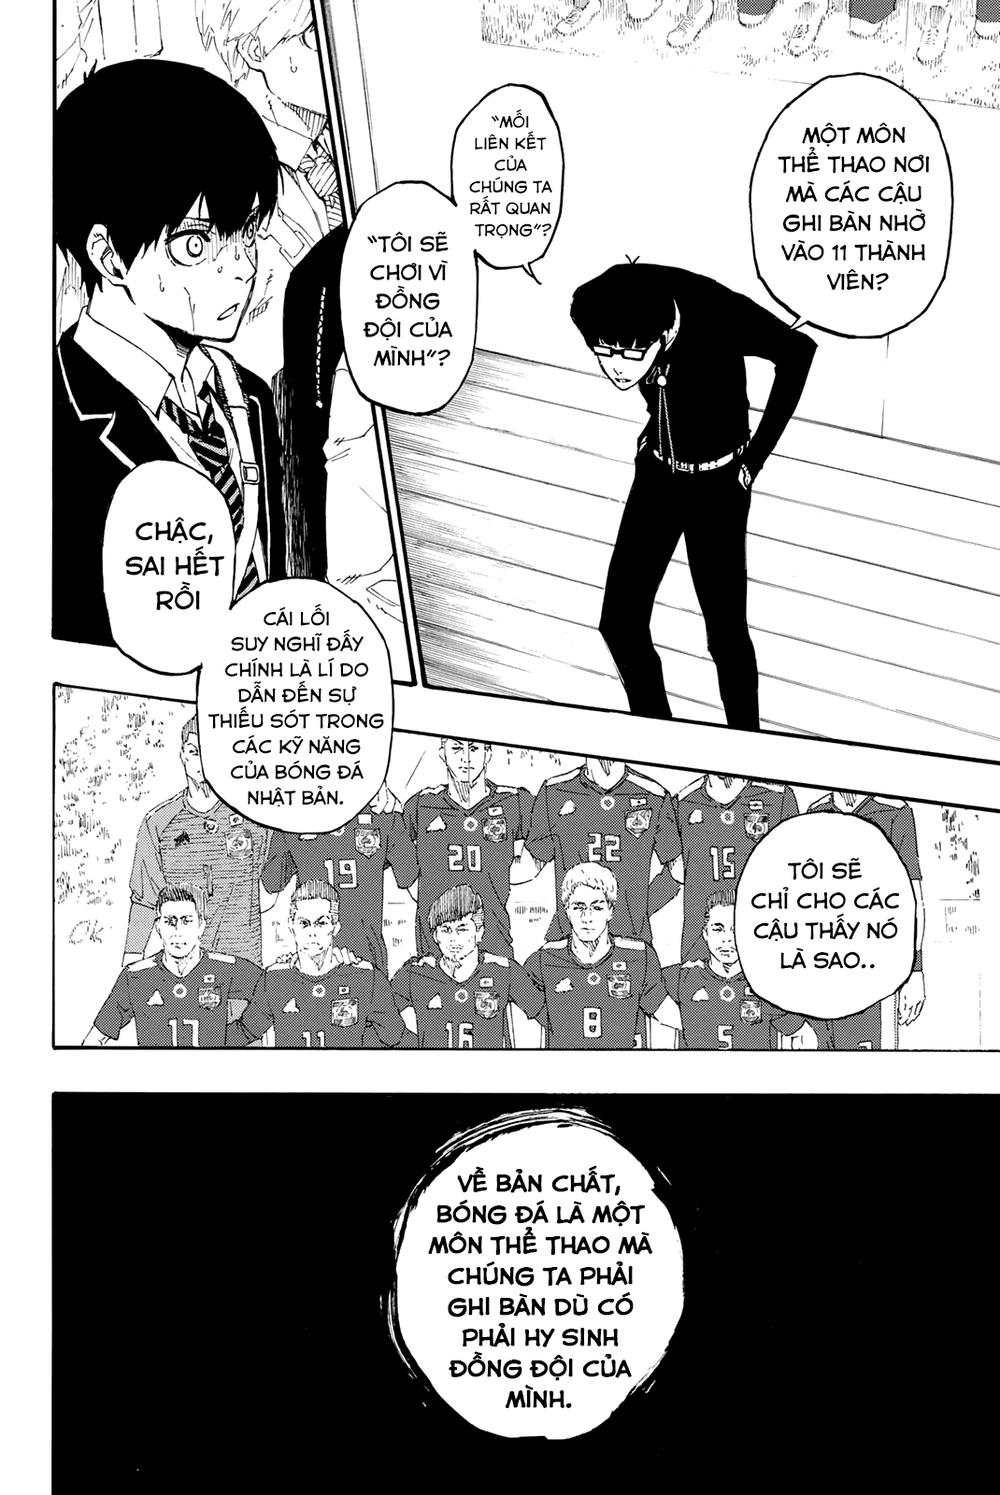 MỘT MÔN
THỂ THAO NƠI
MÀ CÁC CẬU
GHI BÀN NHỜ
VÀO 11 THÀNH
VIÊN?
“MỐI
LIÊN KẾT
CỦA
CHÚNG TA
RẤT QUAN
TRỌNG”?
“TÔI SẼ
CHƠI VÌ
ĐỒNG
ĐỘI CỦA
MÌNH”?
CHẬC,
SAI HẾT
RỒI
CÁI LỐI
SUY NGHĨ ĐẤY
CHÍNH LÀ LÍ DO
DẪN ĐẾN SỰ
THIẾU SÓT TRONG
CÁC KỸ NĂNG
CỦA BÓNG ĐÁ
NHẬT BẢN.
19
20
22
15
TÔI SẼ
CHỈ CHO CÁC
CẬU THẤY NÓ
LÀ SAO..
17
11
16
8
5
VỀ BẢN CHẤT,
BÓNG ĐÁ LÀ MỘT
MÔN THỂ THAO MÀ
CHÚNG TA PHẢI
GHI BÀN DÙ CÓ
PHẢI HY SINH
ĐỒNG ĐỘI CỦA
MÌNH.